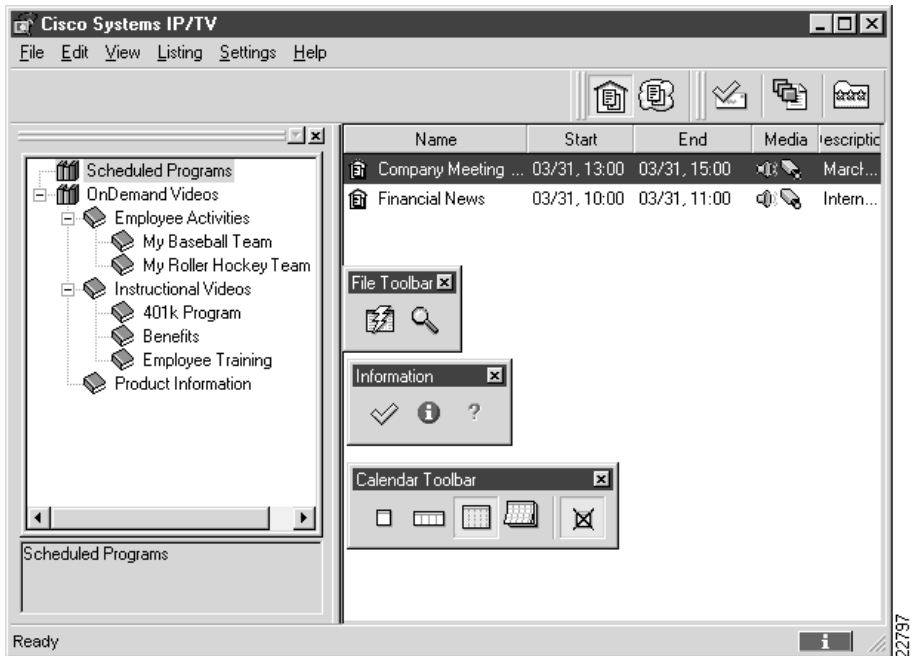 Cisco Systems IP/TV
File Edit View Listing Settings Help
Name Start End Media escriptic
Scheduled Programs
OnDemand Videos
Employee Activities
My Baseball Team
My Roller Hockey Team
Instructional Videos
401k Program
Benefits
Employee Training
Product Information
Company Meeting ... 03/31, 13:00 03/31, 15:00 March...
Financial News 03/31, 10:00 03/31, 11:00 Intern...
File Toolbar
Information
?
Calendar Toolbar
Scheduled Programs
Ready
22797